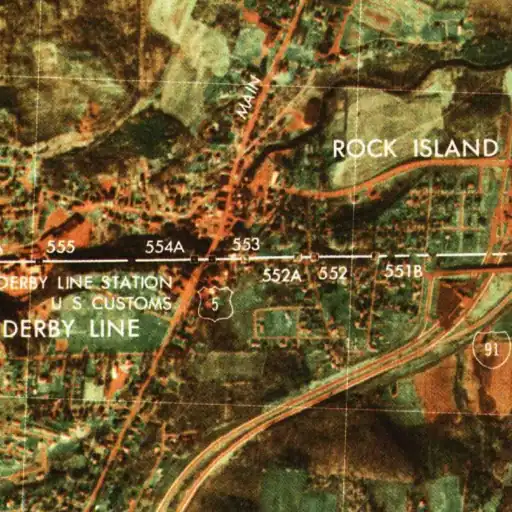 MAIN
ROCK ISLAND
555
554A
553
552A
552
551B
DERBY LINE STATION
U S CUSTOMS
DERBY LINE
5
91